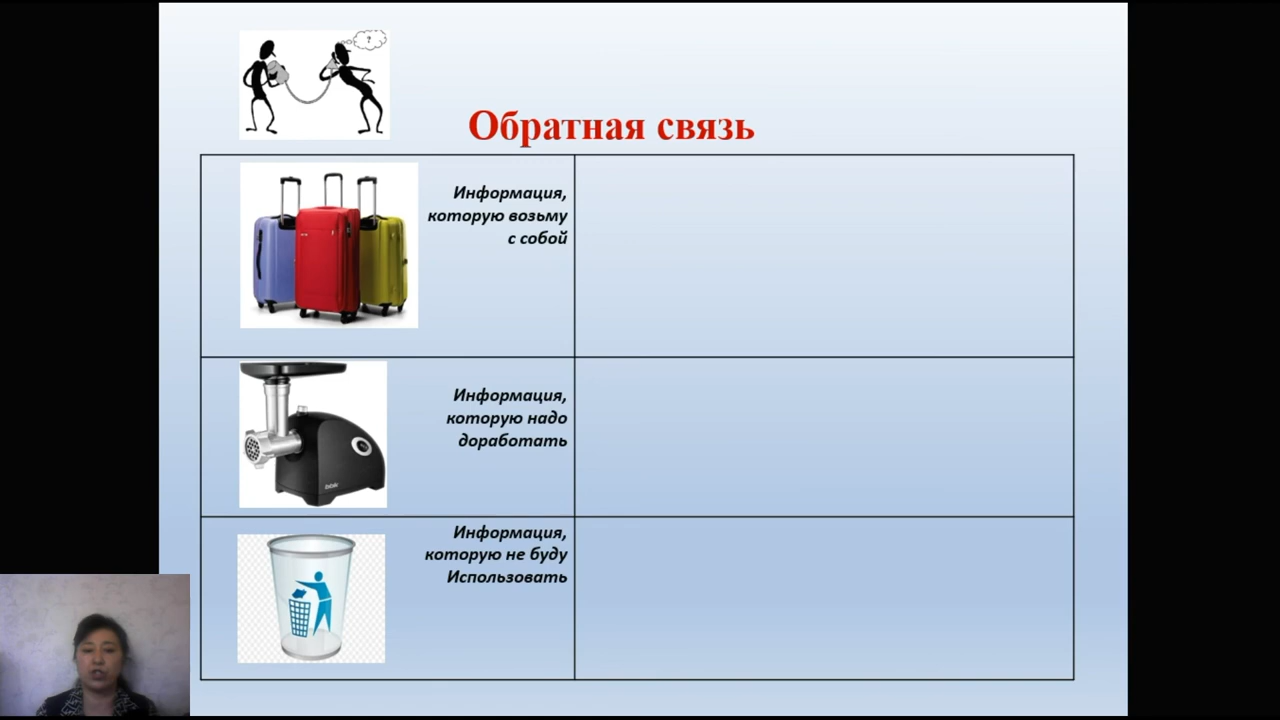 ?
Обратная связь
Информация,
которую возьму
с собой
Информация,
которую надо
доработать
Информация,
которую не буду
Использовать